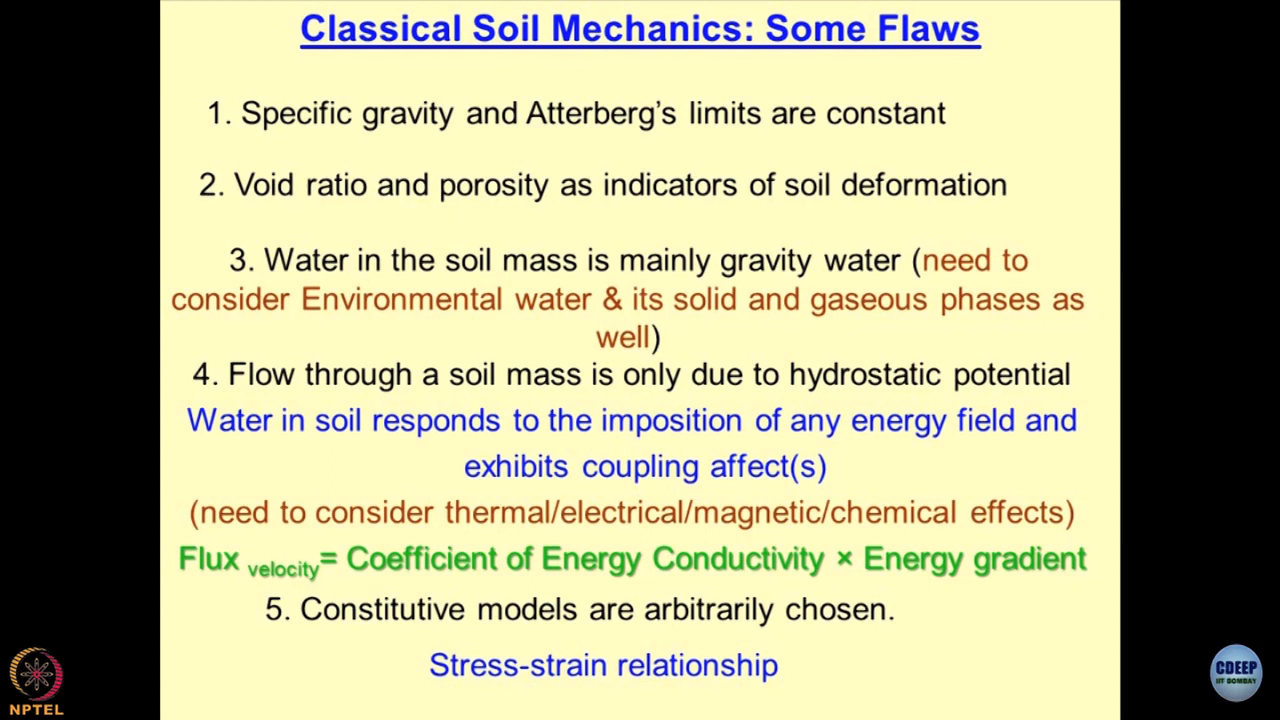 Classical Soil Mechanics: Some Flaws
1. Specific gravity and Atterberg’s limits are constant
2. Void ratio and porosity as indicators of soil deformation
3. Water in the soil mass is mainly gravity water (need to
consider Environmental water & its solid and gaseous phases as
well)
4. Flow through a soil mass is only due to hydrostatic potential
Water in soil responds to the imposition of any energy field and
exhibits coupling affect(s)
(need to consider thermal/electrical/magnetic/chemical effects)
Flux velocity= Coefficient of Energy Conductivity × Energy gradient
5. Constitutive models are arbitrarily chosen.
Stress-strain relationship
NPTEL
CDEEP
IIT BOMBAY